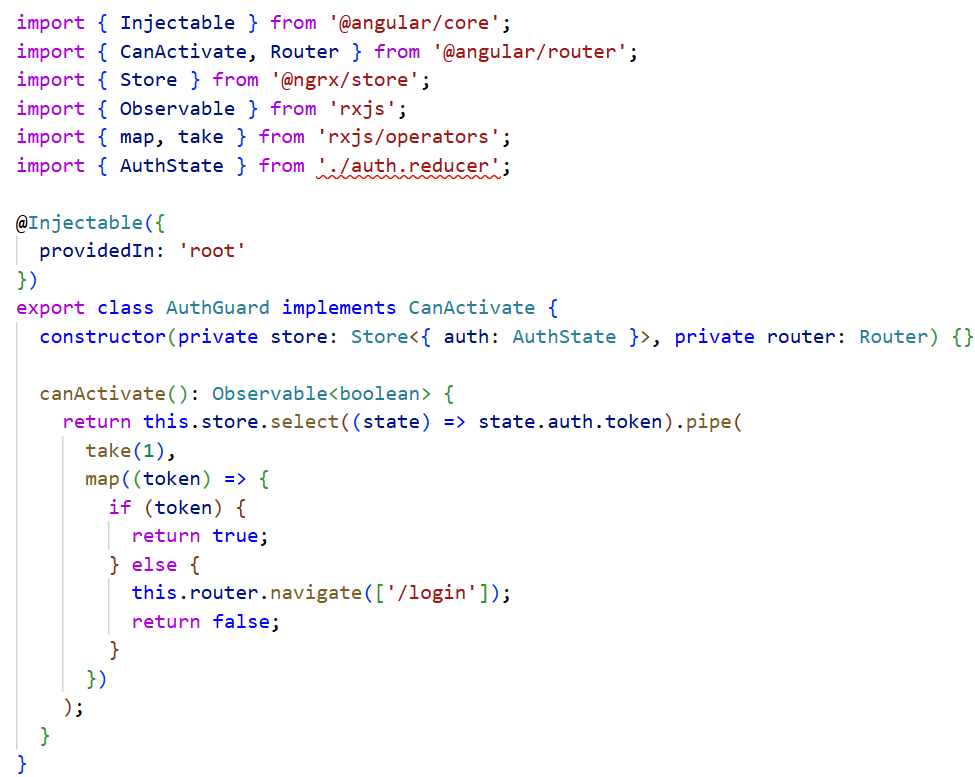 import { Injectable } from '@angular/core';
import { CanActivate, Router } from '@angular/router';
import { Store } from '@ngrx/store';
import { Observable } from 'rxjs';
import { map, take } from 'rxjs/operators';
import { AuthState } from './auth.reducer';

@Injectable({
  providedIn: 'root'
})
export class AuthGuard implements CanActivate {
  constructor(private store: Store<{ auth: AuthState }>, private router: Router) {}

  canActivate(): Observable<boolean> {
    return this.store.select((state) => state.auth.token).pipe(
      take(1),
      map((token) => {
        if (token) {
          return true;
        } else {
          this.router.navigate(['/login']);
          return false;
        }
      })
    );
  }
}